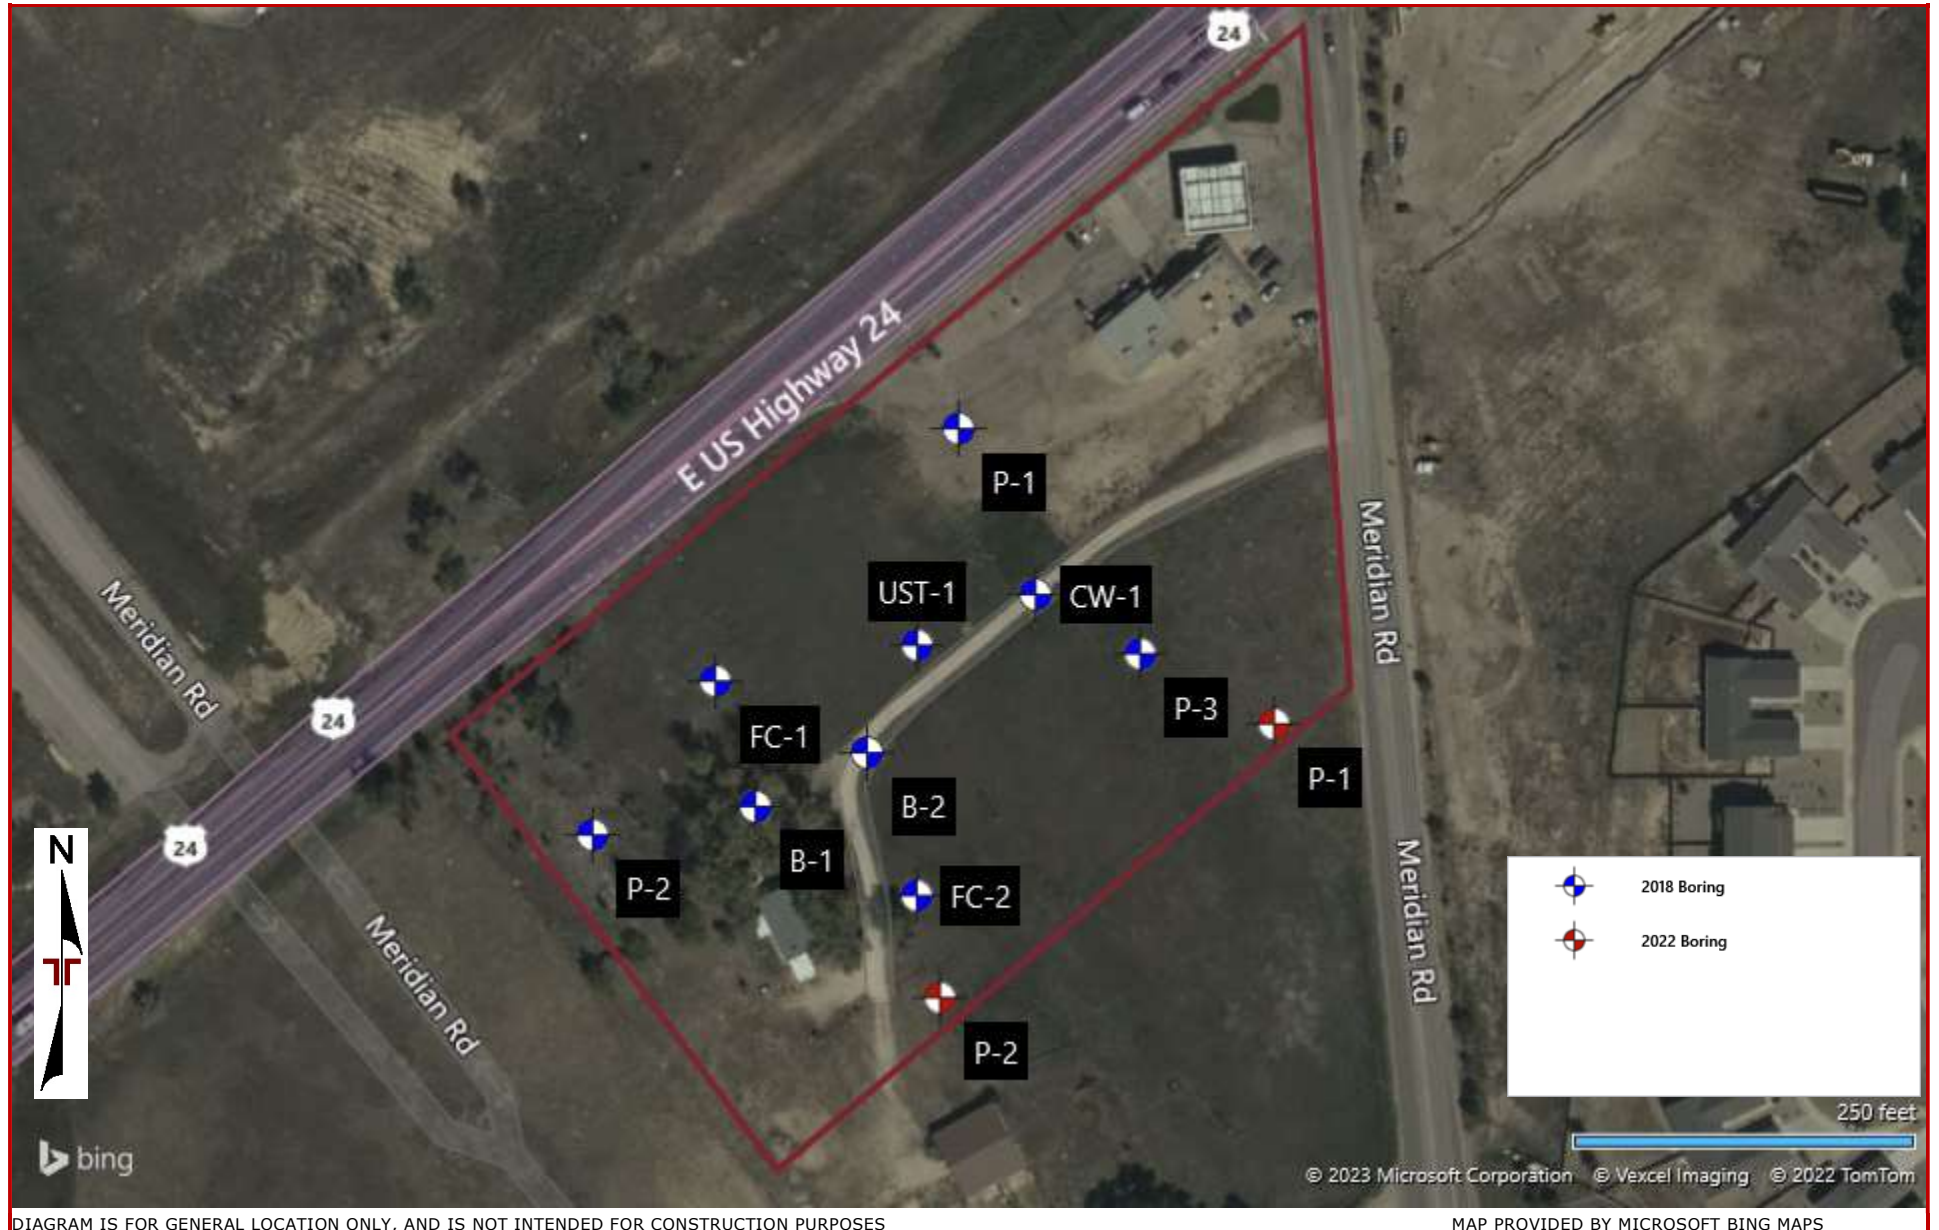 24
E US Highway 24
P-1
Meridian Rd
UST-1
CW-1
Meridian Rd
P-3
FC-1
24
P-1
B-2
24
B-1
P-2
FC-2
N
Meridian Rd
Meridian Rd
P-2
2018 Boring
2022 Boring
250 feet
bing
© 2023 Microsoft Corporation © Vexcel Imaging © 2022 TomTom
DIAGRAM IS FOR GENERAL LOCATION ONLY, AND IS NOT INTENDED FOR CONSTRUCTION PURPOSES
MAP PROVIDED BY MICROSOFT BING MAPS